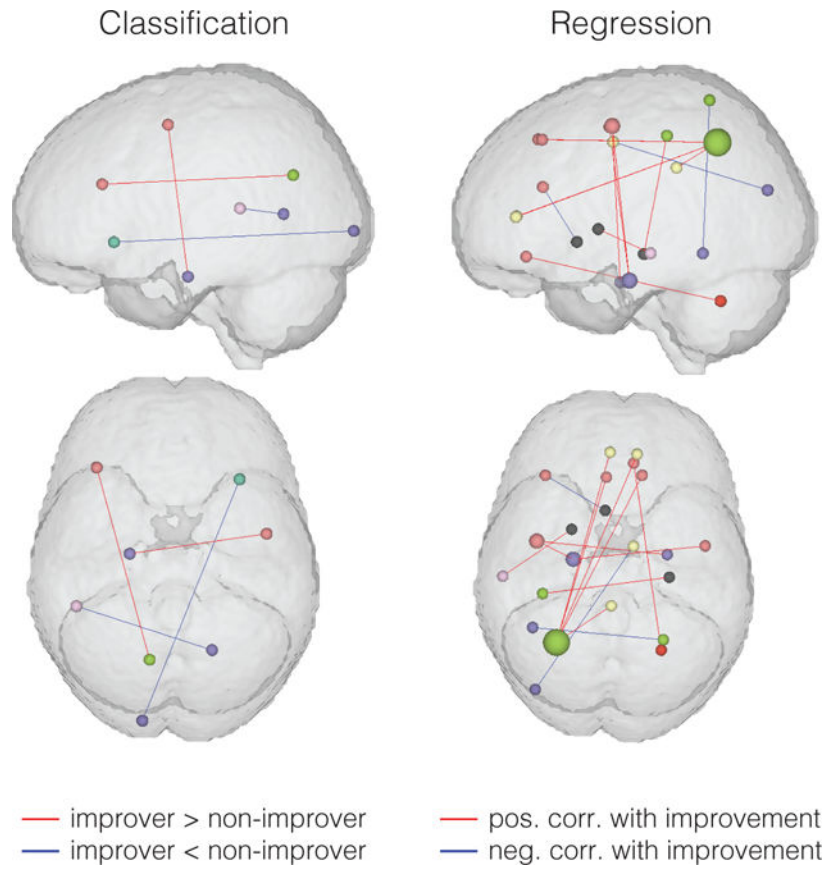 Classification
Regression
improver > non-improver
improver < non-improver
pos. corr. with improvement
neg. corr. with improvement